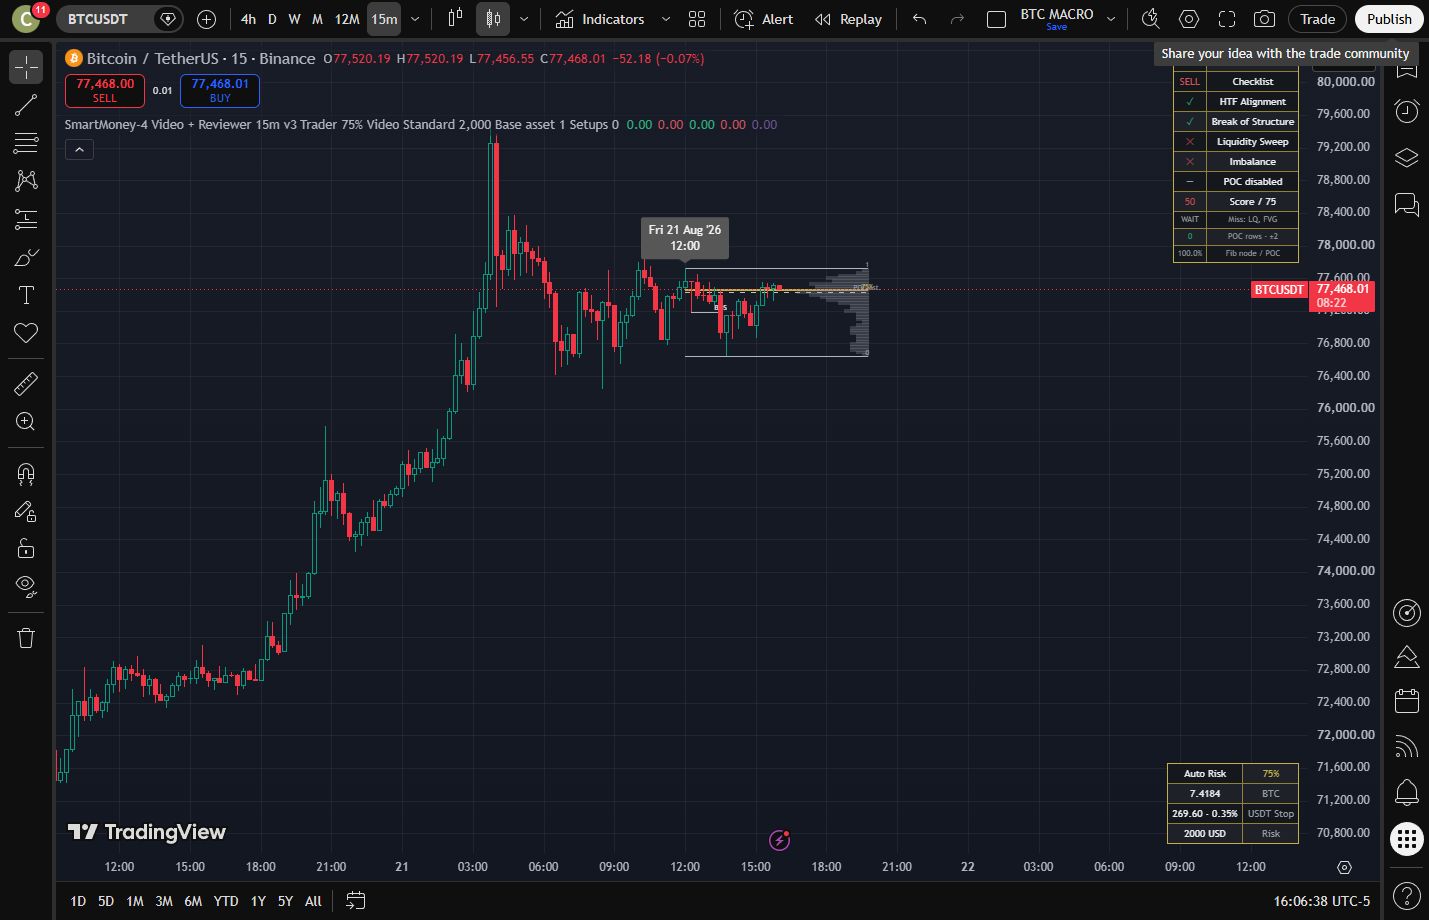 C
11
BTCUSDT
4h D W M 12M 15m
Indicators
Alert
Replay
BTC MACRO
Save
Trade
Publish
Share your idea with the trade community
Bitcoin / TetherUS · 15 · Binance O77,520.19 H77,520.19 L77,456.55 C77,468.01 −52.18 (−0.07%)
77,468.00
SELL
0.01
77,468.01
BUY
SmartMoney-4 Video + Reviewer 15m v3 Trader 75% Video Standard 2,000 Base asset 1 Setups 0 0.00 0.00 0.00 0.00 0.00
SELL Checklist
✓ HTF Alignment
✓ Break of Structure
× Liquidity Sweep
× Imbalance
— POC disabled
50 Score / 75
WAIT Miss: LQ, FVG
0 POC rows - ±2
100.0% Fib node / POC
Fri 21 Aug '26
12:00
1
75%
0
80,000.00
79,600.00
79,200.00
78,800.00
78,400.00
78,000.00
77,600.00
BTCUSDT 77,468.01
08:22
77,200.00
76,800.00
76,400.00
76,000.00
75,600.00
75,200.00
74,800.00
74,400.00
74,000.00
73,600.00
73,200.00
72,800.00
72,400.00
72,000.00
71,600.00
71,200.00
70,800.00
Auto Risk 75%
7.4184 BTC
269.60 - 0.35% USDT Stop
2000 USD Risk
TradingView
12:00 15:00 18:00 21:00 21 03:00 06:00 09:00 12:00 15:00 18:00 21:00 22 03:00 06:00 09:00 12:00
1D 5D 1M 3M 6M YTD 1Y 5Y All
16:06:38 UTC-5